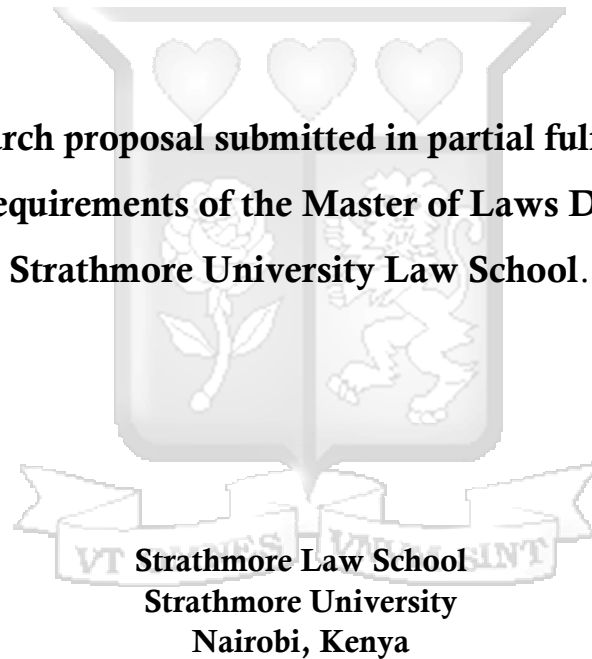 arch proposal submitted in partial fulf
equirements of the Master of Laws D
Strathmore University Law School.
VT SINT
Strathmore Law School
Strathmore University
Nairobi, Kenya